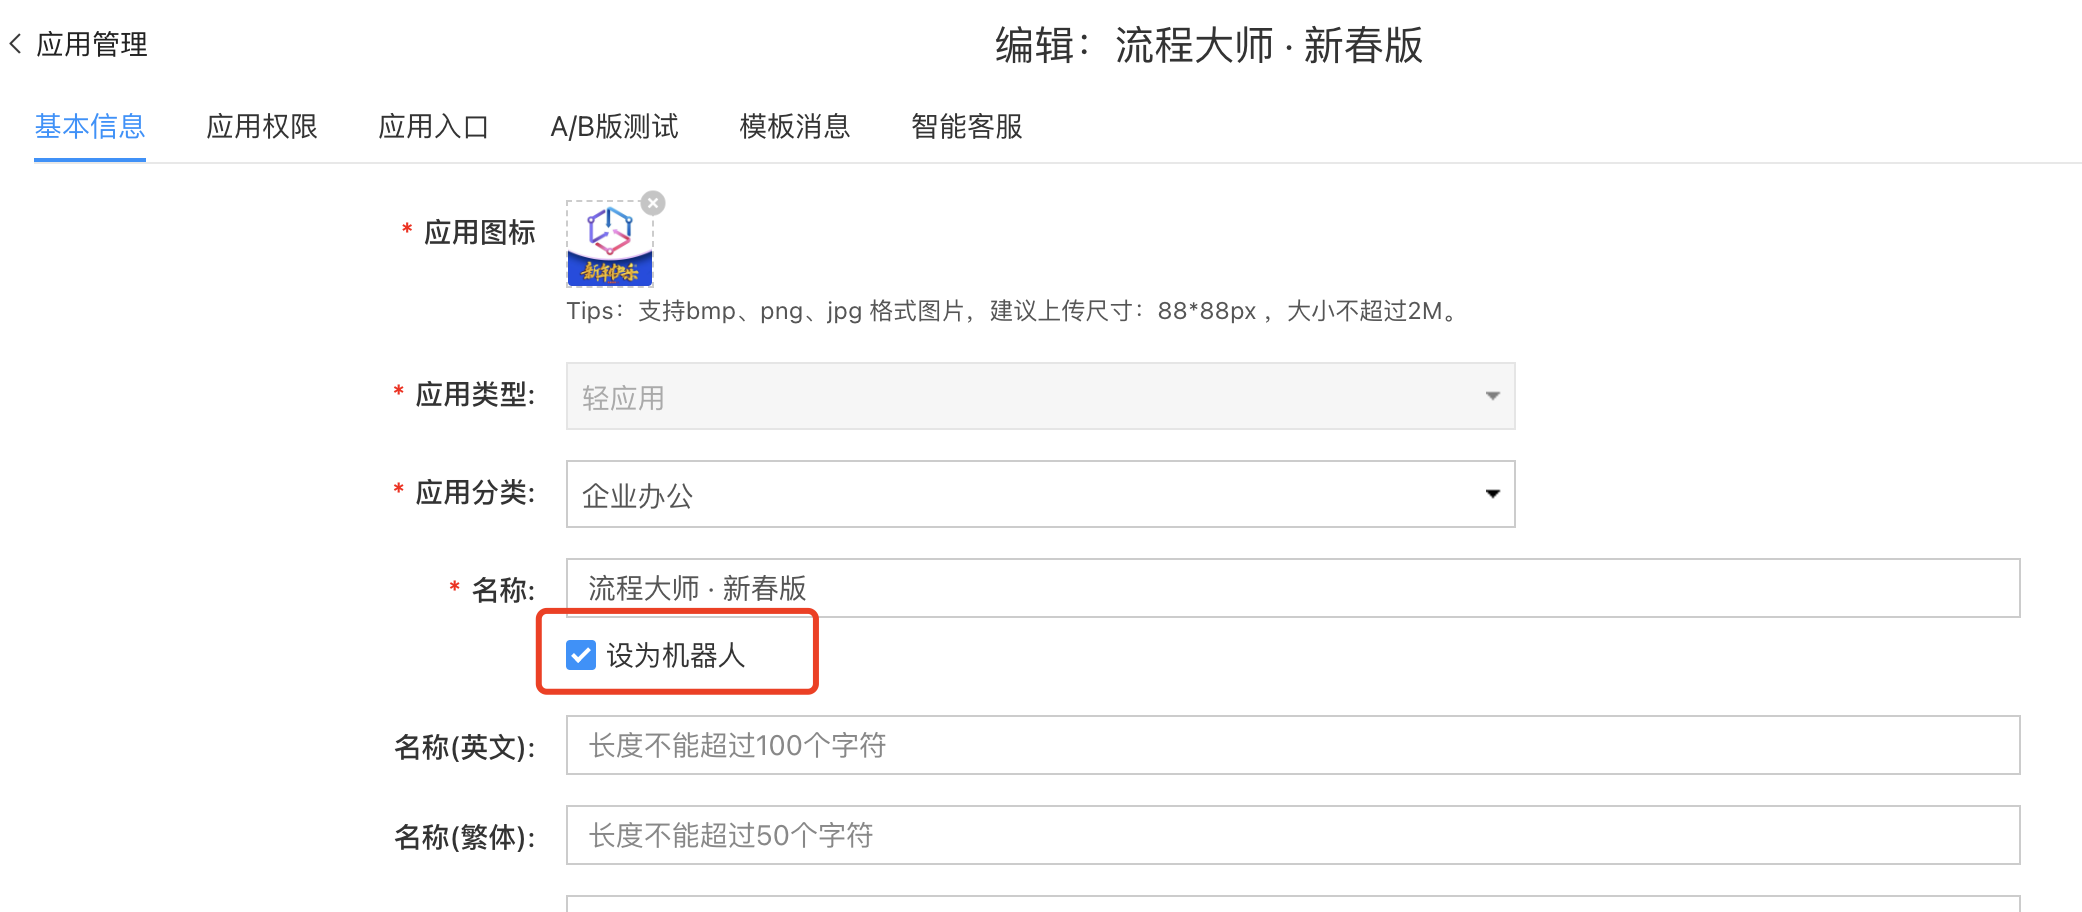 应用管理
编辑：流程大师 · 新春版
基本信息 应用权限 应用入口 A/B版测试 模板消息 智能客服
* 应用图标
新年快乐
Tips：支持bmp、png、jpg 格式图片，建议上传尺寸：88*88px ，大小不超过2M。
* 应用类型: 轻应用
* 应用分类: 企业办公
* 名称: 流程大师 · 新春版
设为机器人
名称(英文): 长度不能超过100个字符
名称(繁体): 长度不能超过50个字符